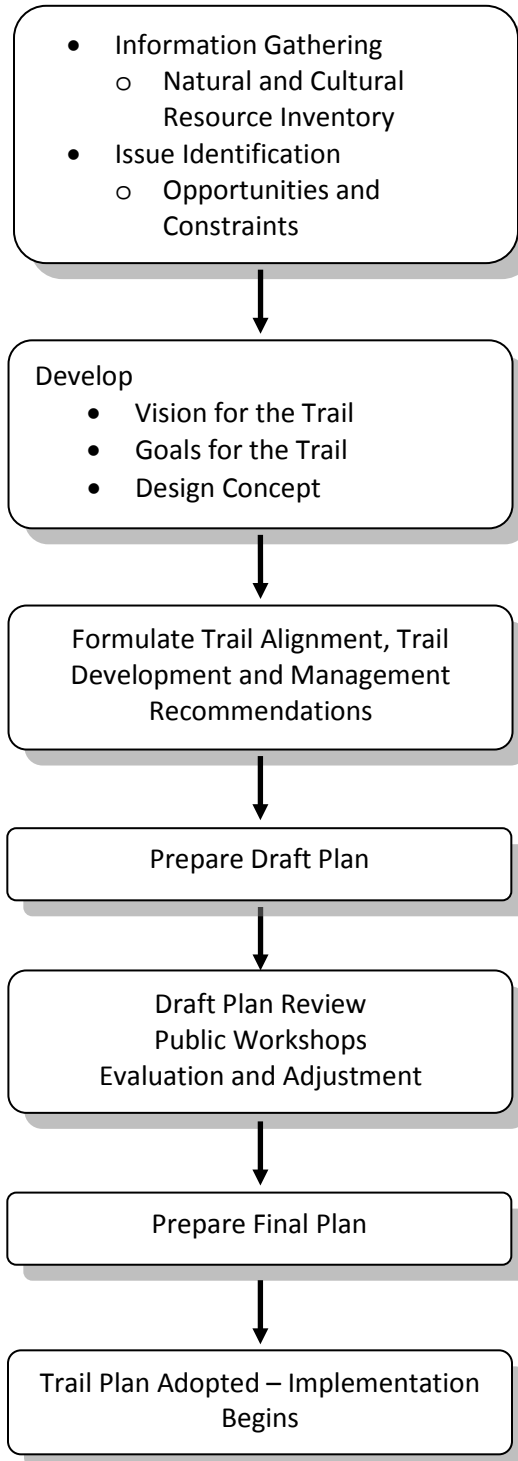 • Information Gathering
o Natural and Cultural
Resource Inventory
• Issue Identification
o Opportunities and
Constraints
Develop
• Vision for the Trail
• Goals for the Trail
• Design Concept
Formulate Trail Alignment, Trail
Development and Management
Recommendations
Prepare Draft Plan
Draft Plan Review
Public Workshops
Evaluation and Adjustment
Prepare Final Plan
Trail Plan Adopted – Implementation
Begins